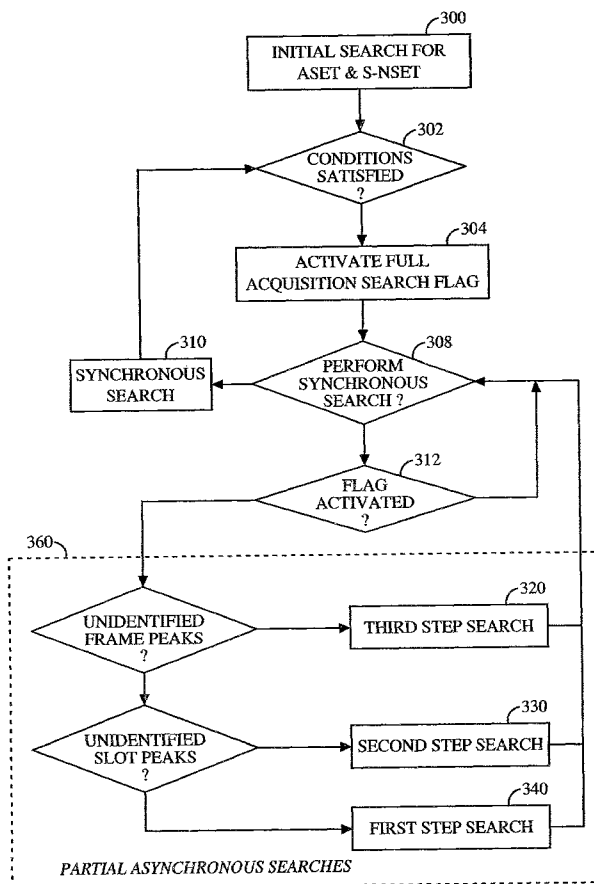 300
INITIAL SEARCH FOR
ASET & S-NSET
302
CONDITIONS
SATISFIED
?
304
ACTIVATE FULL
ACQUISITION SEARCH FLAG
310
SYNCHRONOUS
SEARCH
308
PERFORM
SYNCHRONOUS
SEARCH ?
312
FLAG
ACTIVATED
?
360
UNIDENTIFIED
FRAME PEAKS
?
320
THIRD STEP SEARCH
UNIDENTIFIED
SLOT PEAKS
?
330
SECOND STEP SEARCH
340
FIRST STEP SEARCH
PARTIAL ASYNCHRONOUS SEARCHES